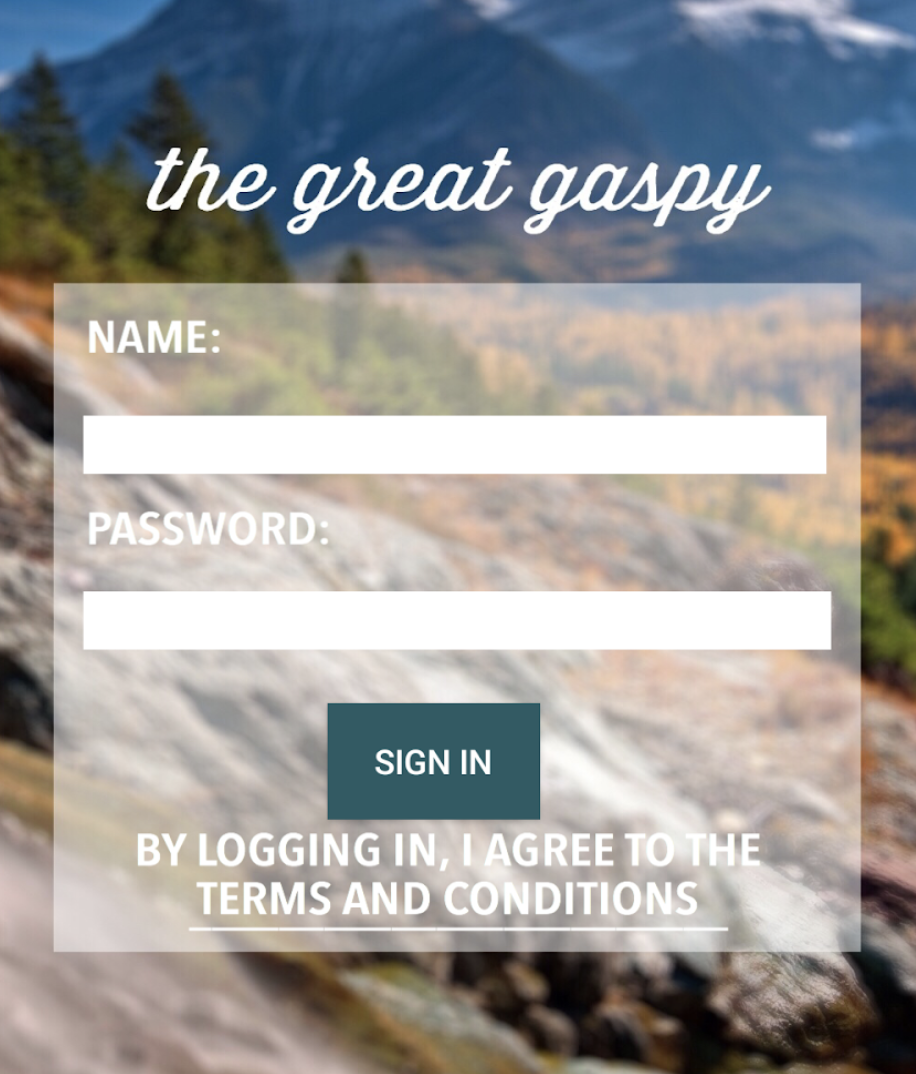 the great gaspy
NAME:
PASSWORD:
SIGN IN
BY LOGGING IN, I AGREE TO THE
TERMS AND CONDITIONS